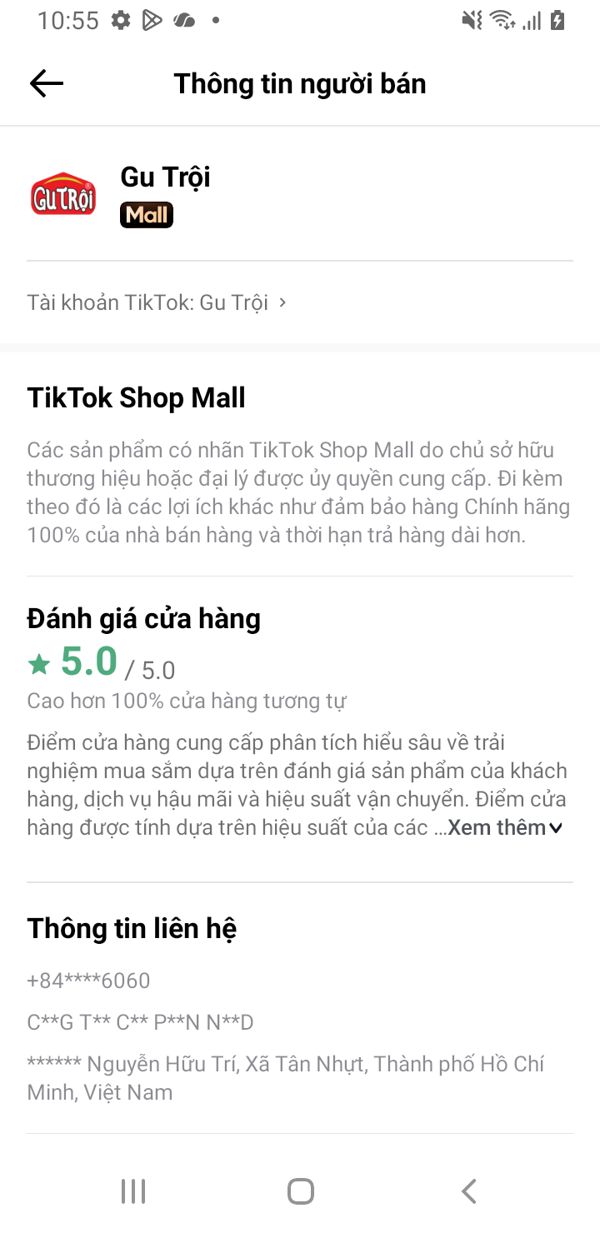 10:55
Thông tin người bán
GUTRỘI
Gu Trội
Mall
Tài khoản TikTok: Gu Trội
TikTok Shop Mall
Các sản phẩm có nhãn TikTok Shop Mall do chủ sở hữu
thương hiệu hoặc đại lý được ủy quyền cung cấp. Đi kèm
theo đó là các lợi ích khác như đảm bảo hàng Chính hãng
100% của nhà bán hàng và thời hạn trả hàng dài hơn.
Đánh giá cửa hàng
5.0 / 5.0
Cao hơn 100% cửa hàng tương tự
Điểm cửa hàng cung cấp phân tích hiểu sâu về trải
nghiệm mua sắm dựa trên đánh giá sản phẩm của khách
hàng, dịch vụ hậu mãi và hiệu suất vận chuyển. Điểm cửa
hàng được tính dựa trên hiệu suất của các ...Xem thêm
Thông tin liên hệ
+84****6060
C**G T** C** P**N N**D
****** Nguyễn Hữu Trí, Xã Tân Nhựt, Thành phố Hồ Chí
Minh, Việt Nam